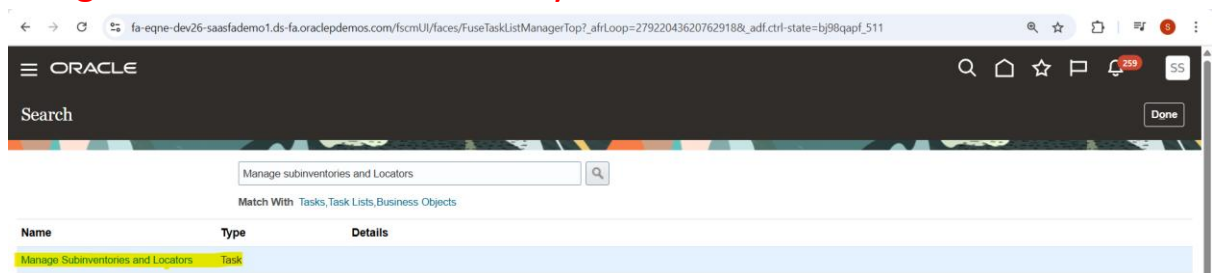 fa-eqne-dev26-saasfademo1.ds-fa.oraclepdemos.com/fscmUI/faces/FuseTaskListManagerTop?_afrLoop=27922043620762918&_adf.ctrl-state=bj98qapf_511
S
ORACLE
259
SS
Search
Done
Manage subinventories and Locators
Match With Tasks,Task Lists,Business Objects
Name Type Details
Manage Subinventories and Locators Task